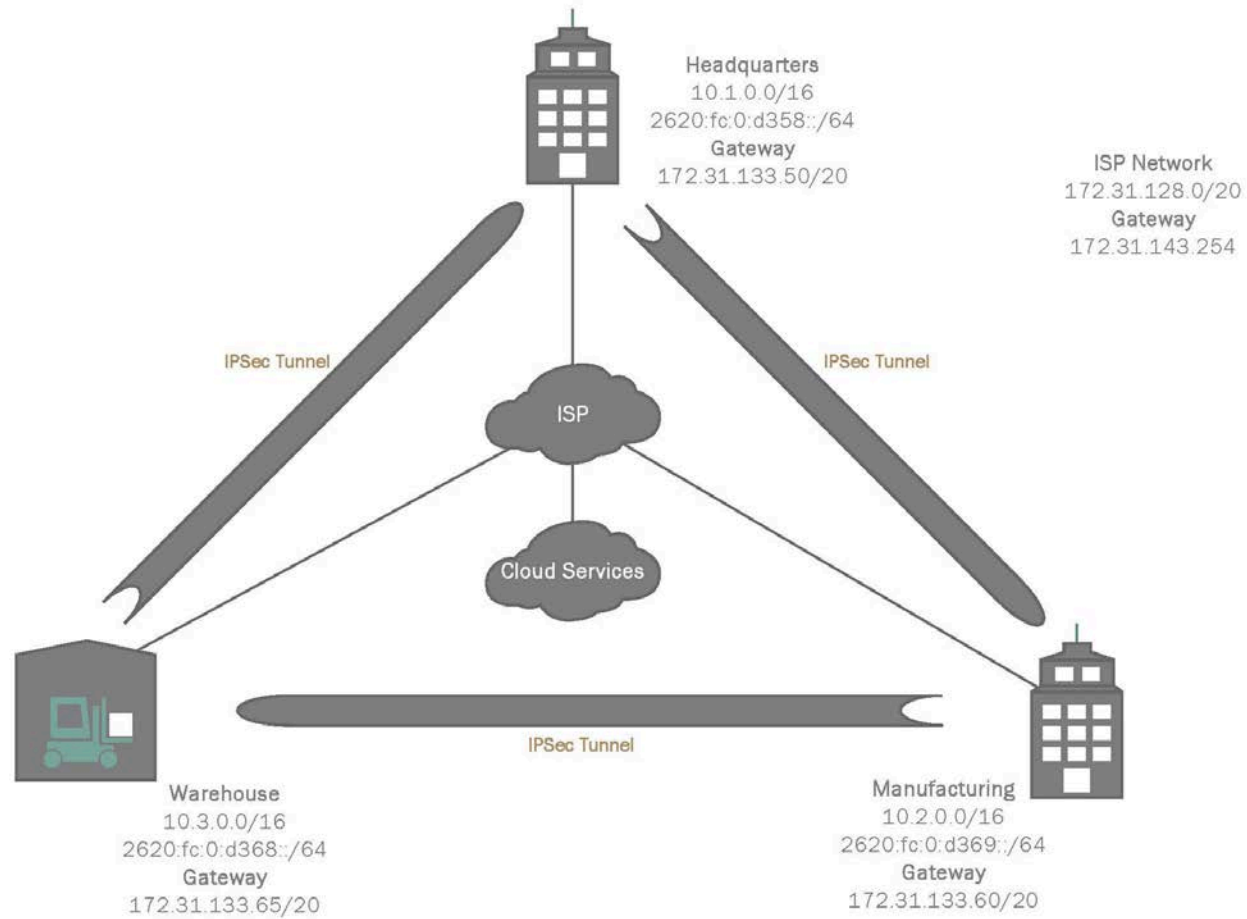 Headquarters
10.1.0.0/16
2620:fc:0:d358::/64
Gateway
172.31.133.50/20
ISP Network
172.31.128.0/20
Gateway
172.31.143.254
IPSec Tunnel
IPSec Tunnel
ISP
Cloud Services
IPSec Tunnel
Warehouse
10.3.0.0/16
2620:fc:0:d368::/64
Gateway
172.31.133.65/20
Manufacturing
10.2.0.0/16
2620:fc:0:d369::/64
Gateway
172.31.133.60/20